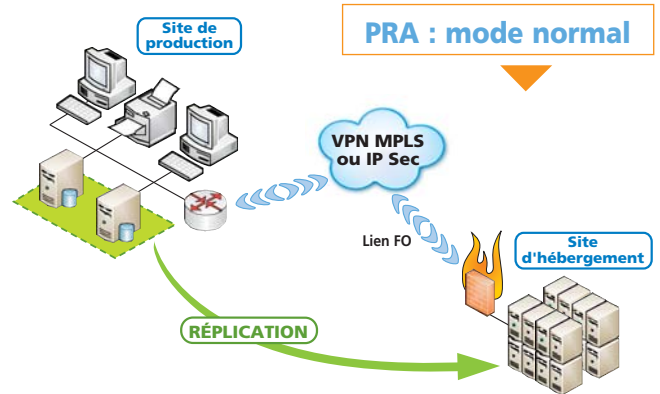 Site de
production
PRA : mode normal
VPN MPLS
ou IP Sec
Lien FO
Site
d'hébergement
RÉPLICATION